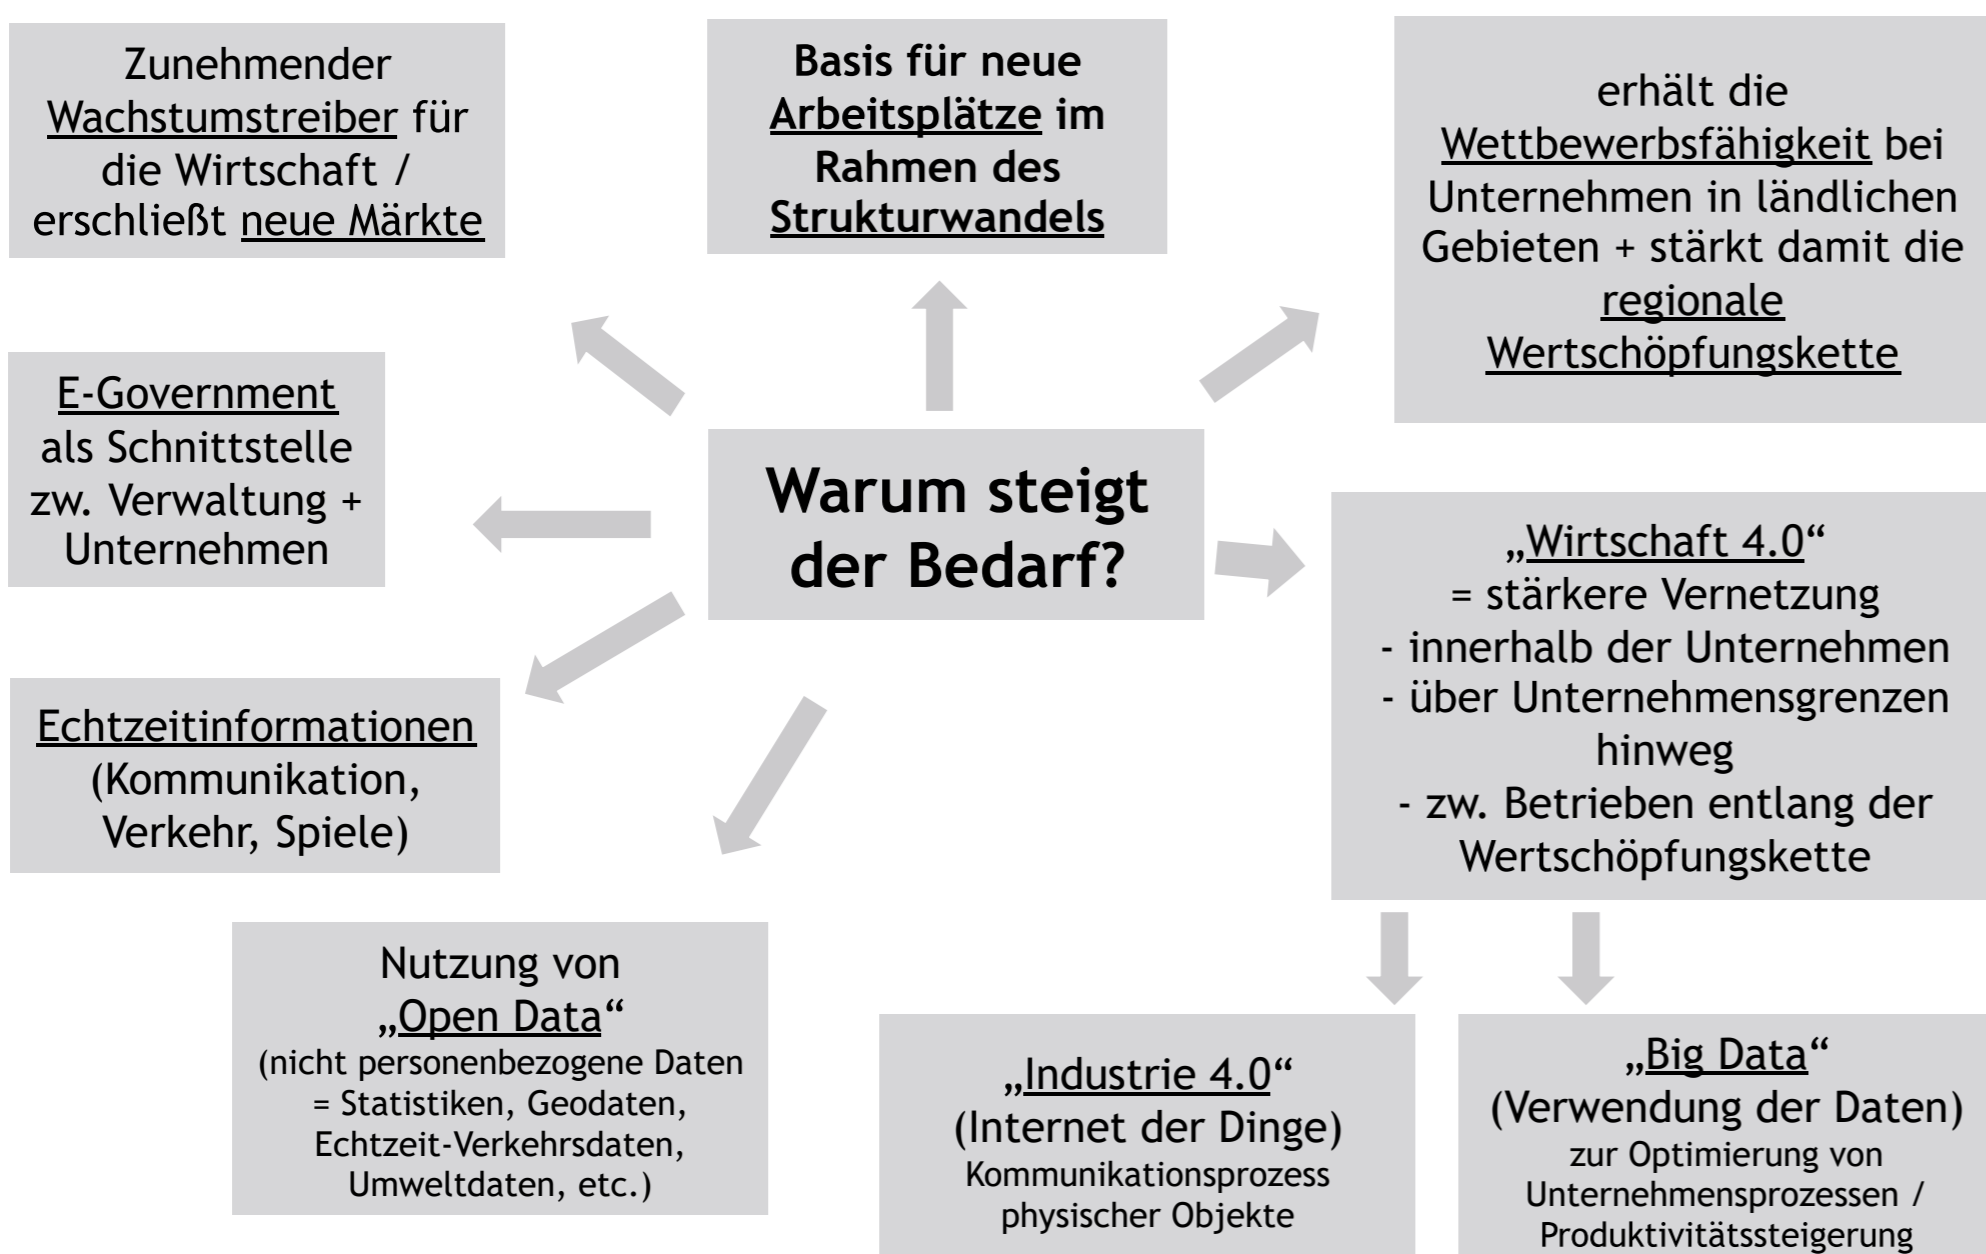 Zunehmender
Wachstumstreiber für
die Wirtschaft /
erschließt neue Märkte
Basis für neue
Arbeitsplätze im
Rahmen des
Strukturwandels
erhält die
Wettbewerbsfähigkeit bei
Unternehmen in ländlichen
Gebieten + stärkt damit die
regionale
Wertschöpfungskette
E-Government
als Schnittstelle
zw. Verwaltung +
Unternehmen
Warum steigt
der Bedarf?
„Wirtschaft 4.0“
= stärkere Vernetzung
- innerhalb der Unternehmen
- über Unternehmensgrenzen
hinweg
- zw. Betrieben entlang der
Wertschöpfungskette
Echtzeitinformationen
(Kommunikation,
Verkehr, Spiele)
Nutzung von
„Open Data“
(nicht personenbezogene Daten
= Statistiken, Geodaten,
Echtzeit-Verkehrsdaten,
Umweltdaten, etc.)
„Industrie 4.0“
(Internet der Dinge)
Kommunikationsprozess
physischer Objekte
„Big Data“
(Verwendung der Daten)
zur Optimierung von
Unternehmensprozessen /
Produktivitätssteigerung